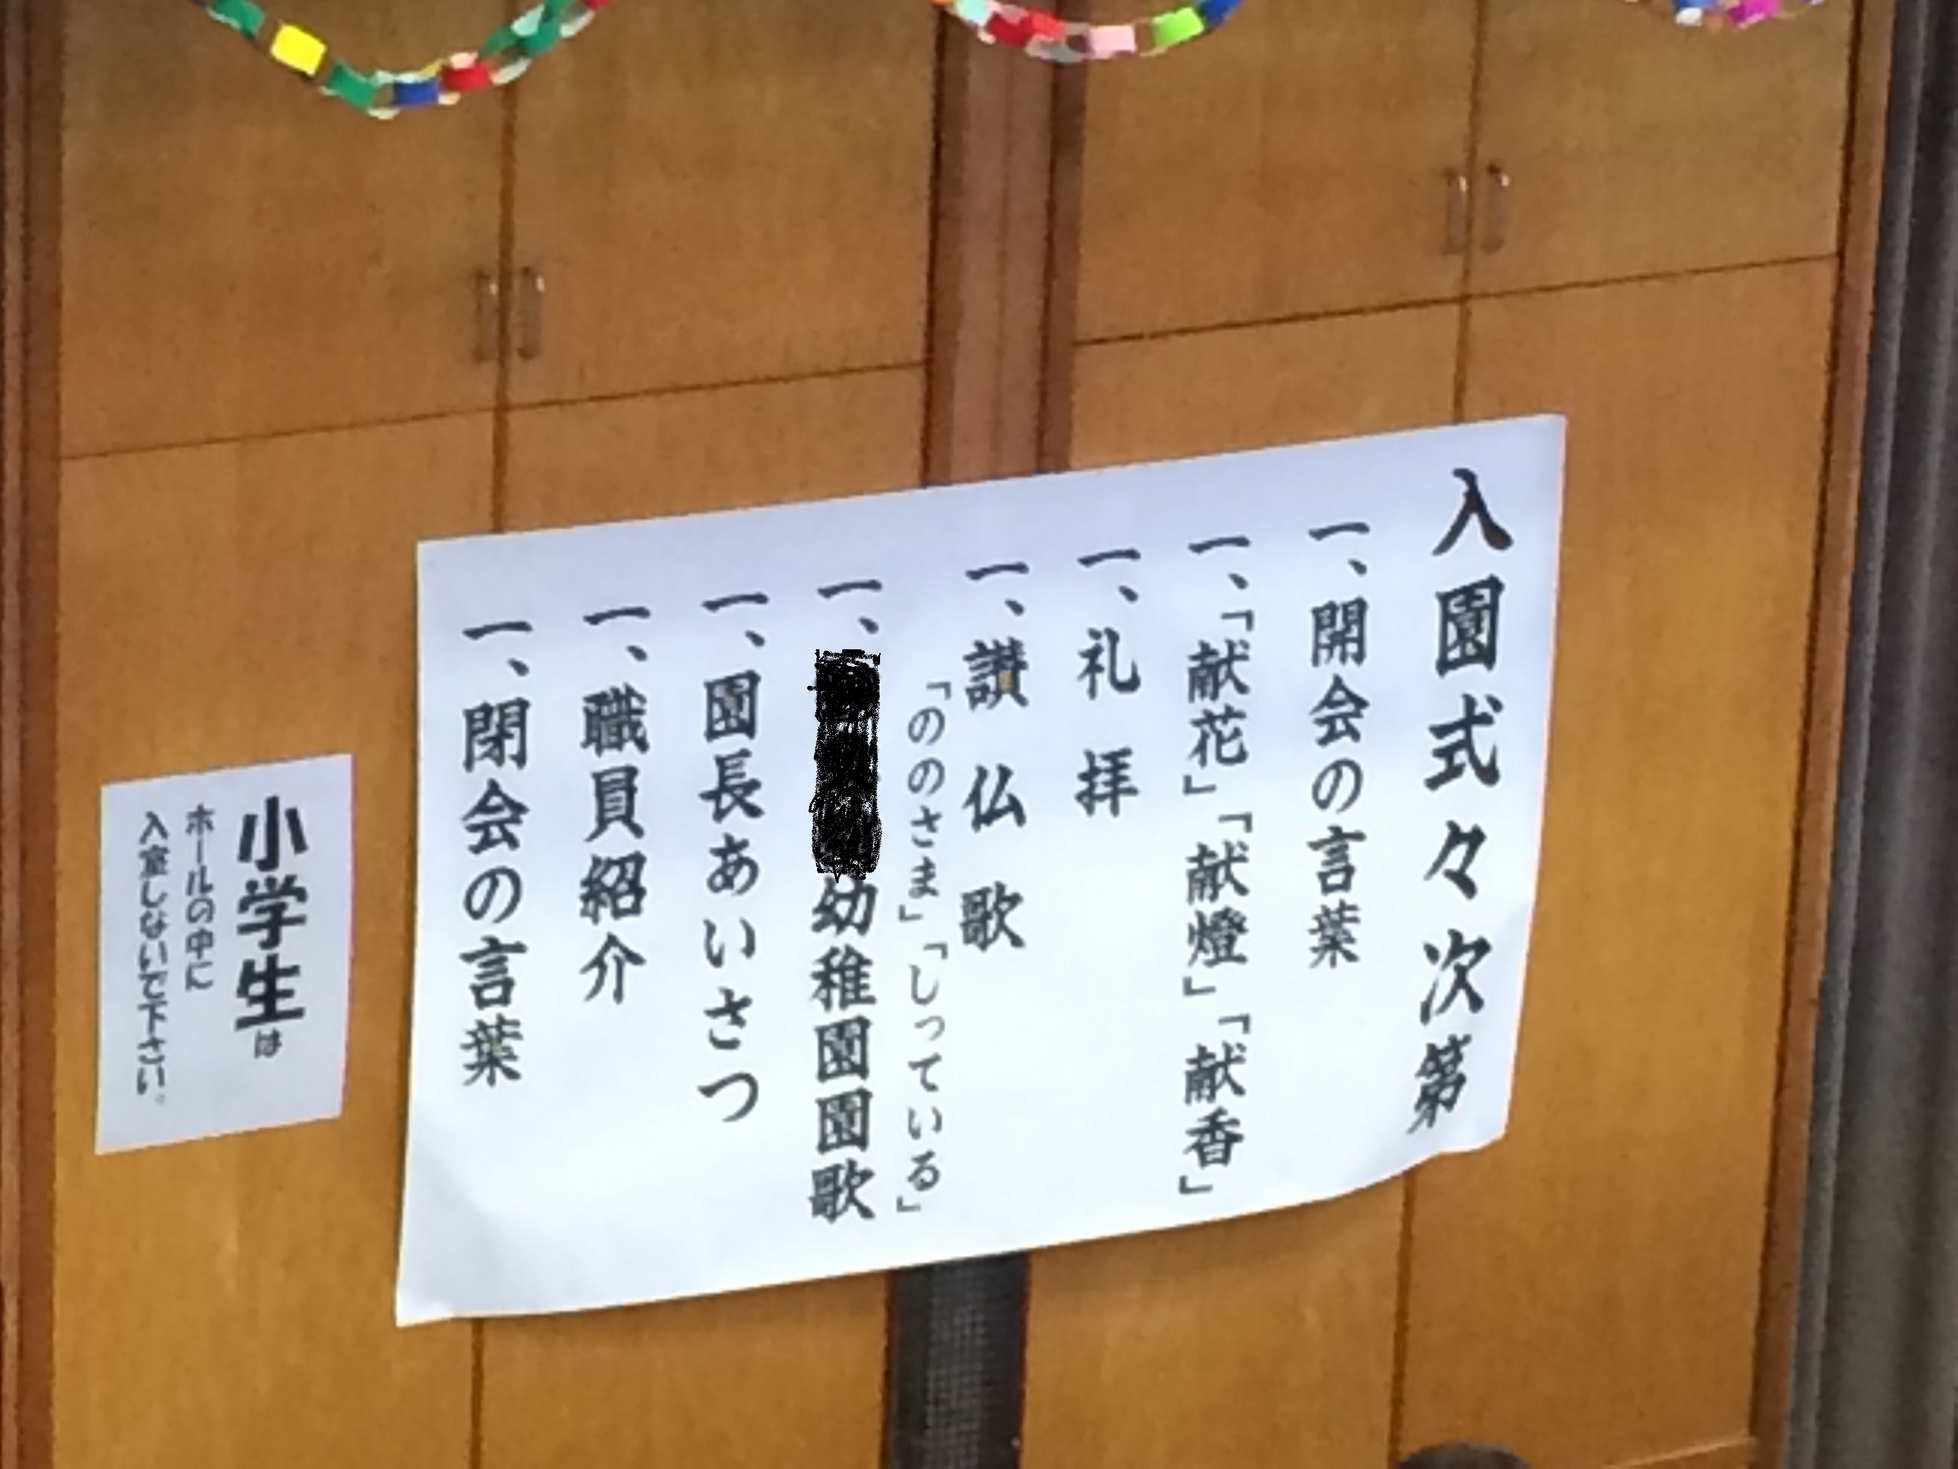 入園式々次第
一、開会の言葉
一、「献花」「献燈」「献香」
一、礼拝
一、讃仏歌
「ののさま」「しっている」
一、幼稚園園歌
一、園長あいさつ
一、職員紹介
一、閉会の言葉
小学生は
ホールの中に
入室しないで下さい。